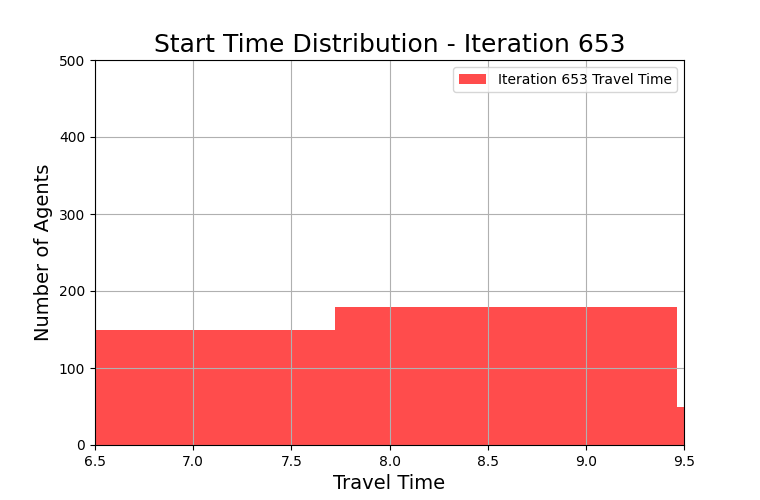 Start Time Distribution - Iteration 653
500
Iteration 653 Travel Time
400
300
200
100
0
Number of Agents
6.5 7.0 7.5 8.0 8.5 9.0 9.5
Travel Time